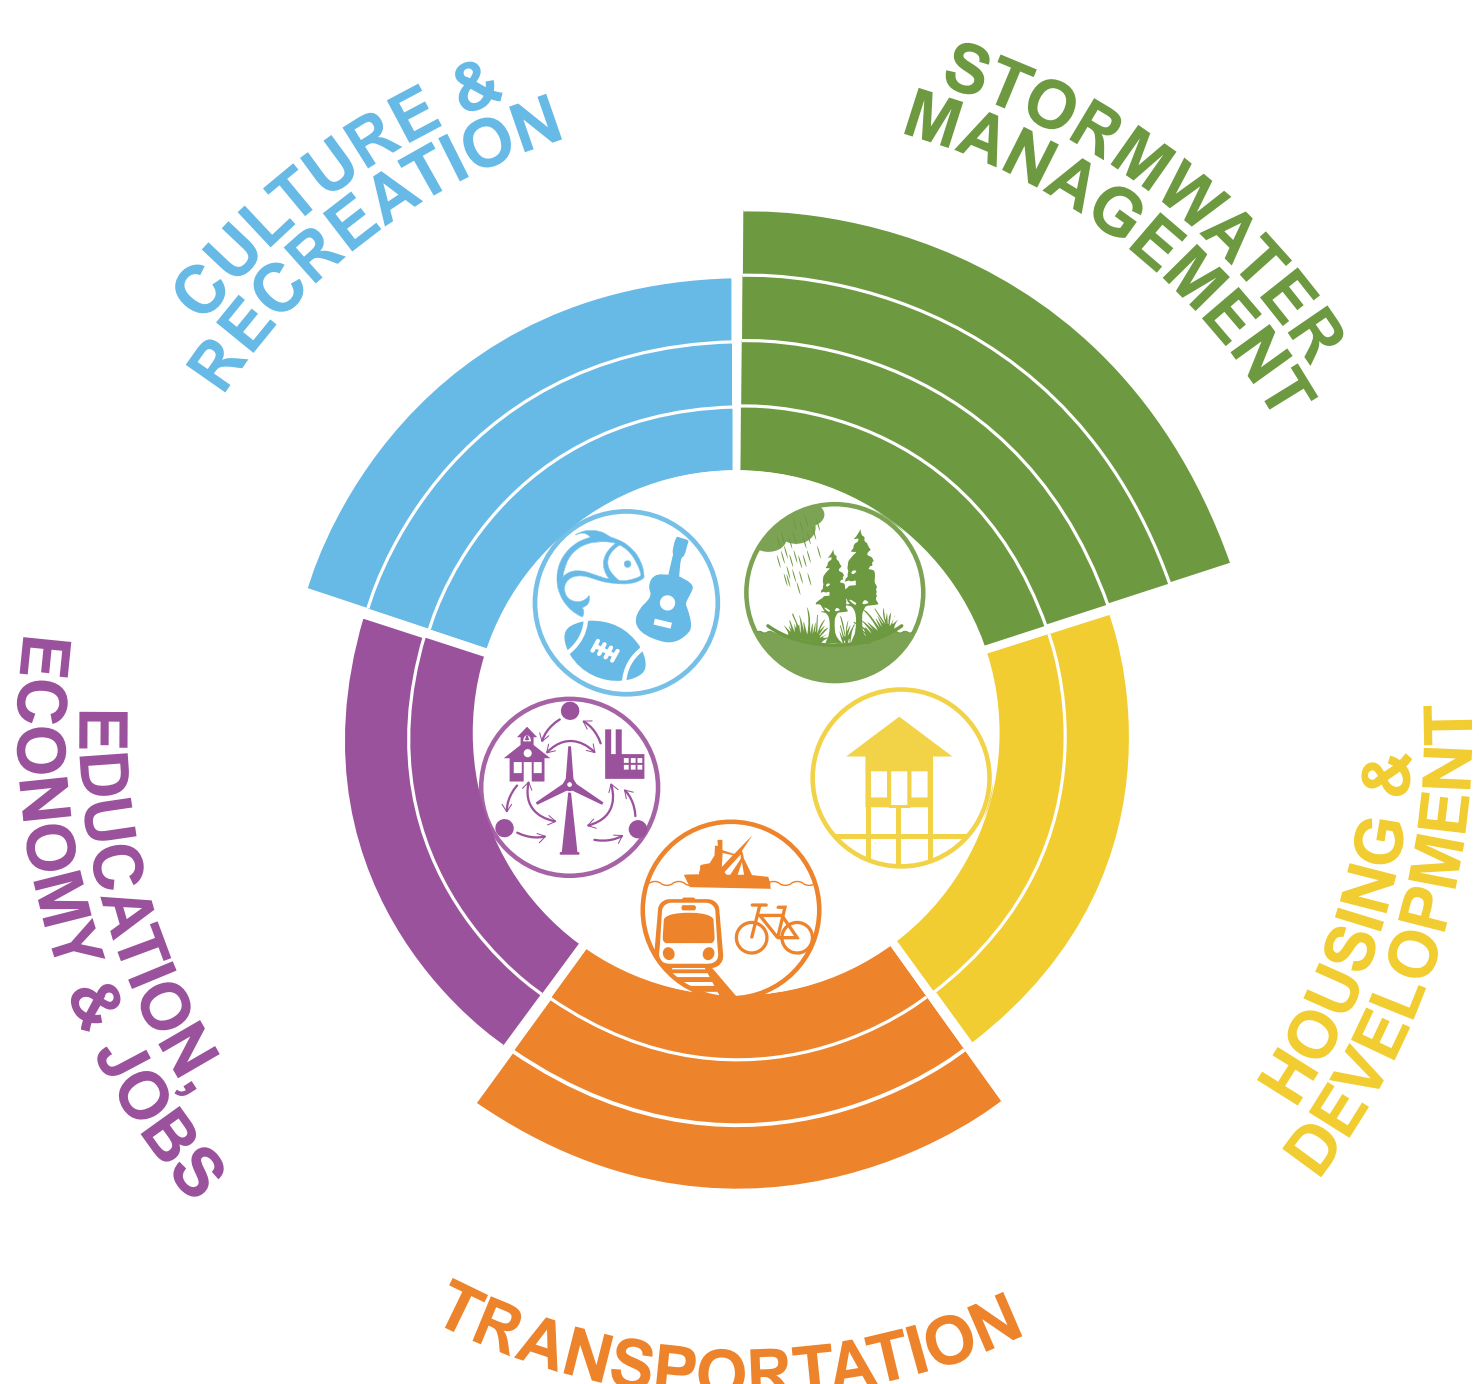 CULTURE &
RECREATION
STORMWATER
MANAGEMENT
EDUCATION,
ECONOMY & JOBS
HOUSING &
DEVELOPMENT
TRANSPORTATION